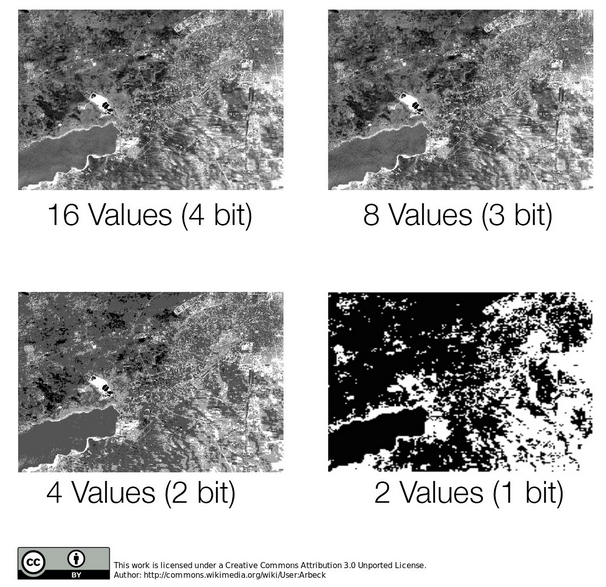 16 Values (4 bit)
8 Values (3 bit)
4 Values (2 bit)
2 Values (1 bit)
cc
BY
This work is licensed under a Creative Commons Attribution 3.0 Unported License.
Author: http://commons.wikimedia.org/wiki/User:Arbeck